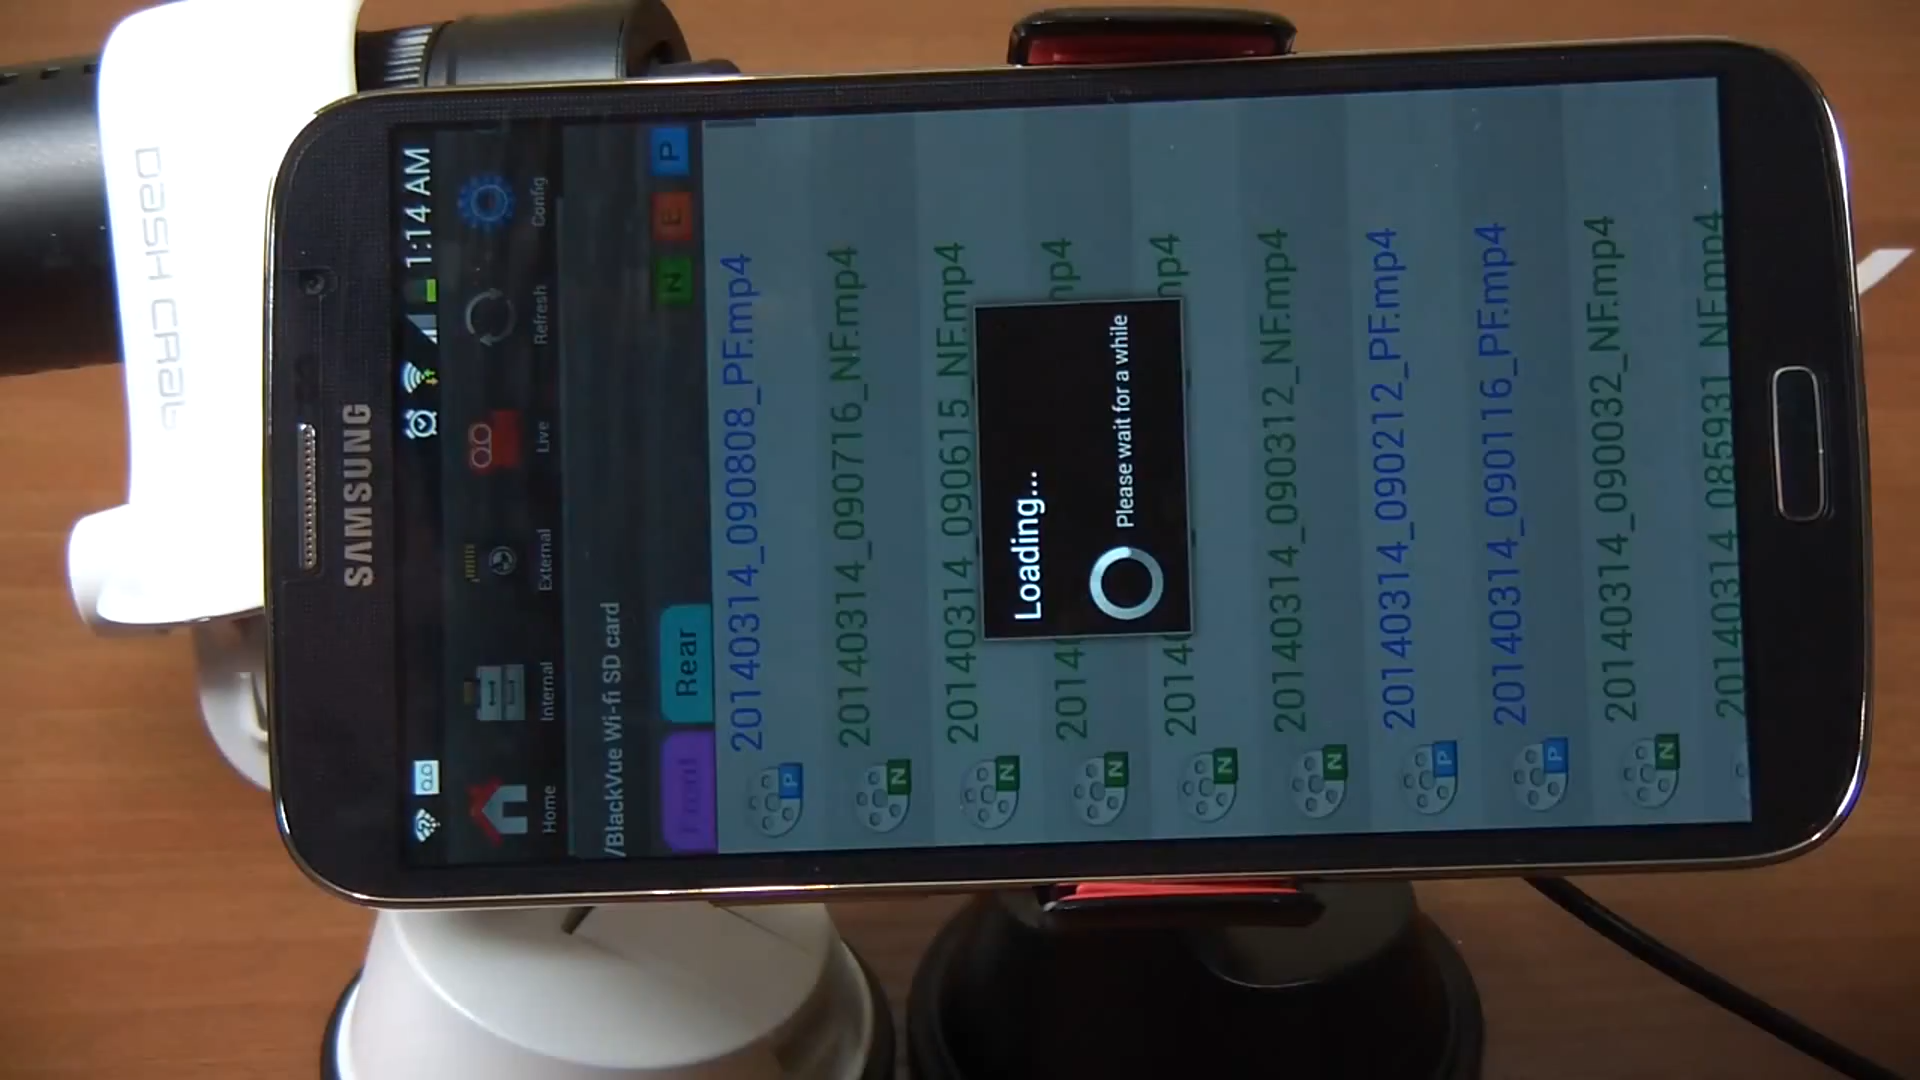 DASH CRAB
SAMSUNG
1:14 AM
Home
Internal
External
Live
Refresh
Config
/BlackVue Wi-fi SD card
Front
Rear
N
E
P
20140314_090808_PF.mp4
P
20140314_090716_NF.mp4
N
20140314_090615_NF.mp4
N
N
N
20140314_090312_NF.mp4
N
20140314_090212_PF.mp4
P
20140314_090116_PF.mp4
P
20140314_090032_NF.mp4
N
20140314_085931_NF.mp4
Loading...
Please wait for a while